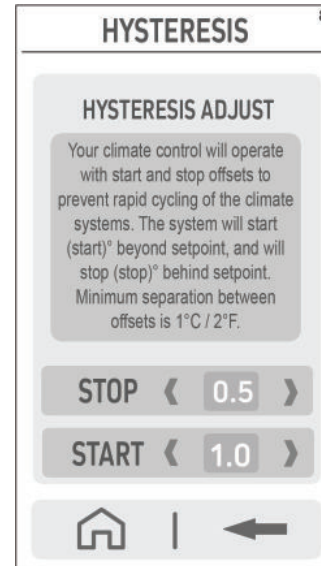 HYSTERESIS
HYSTERESIS ADJUST
Your climate control will operate
with start and stop offsets to
prevent rapid cycling of the climate
systems. The system will start
(start)° beyond setpoint, and will
stop (stop)° behind setpoint.
Minimum separation between
offsets is 1°C / 2°F.
STOP ❰ 0.5 ❱
START ❰ 1.0 ❱